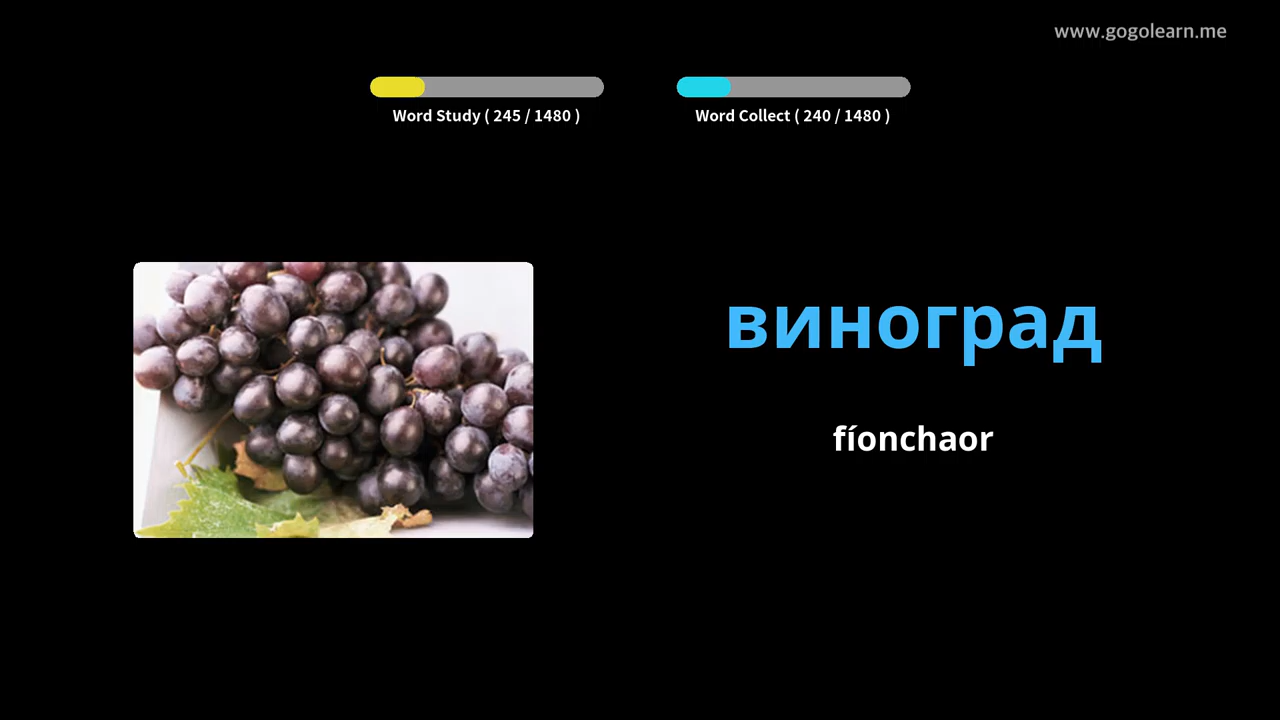 www.gogolearn.me
Word Study ( 245 / 1480 )
Word Collect ( 240 / 1480 )
виноград
fíonchaor